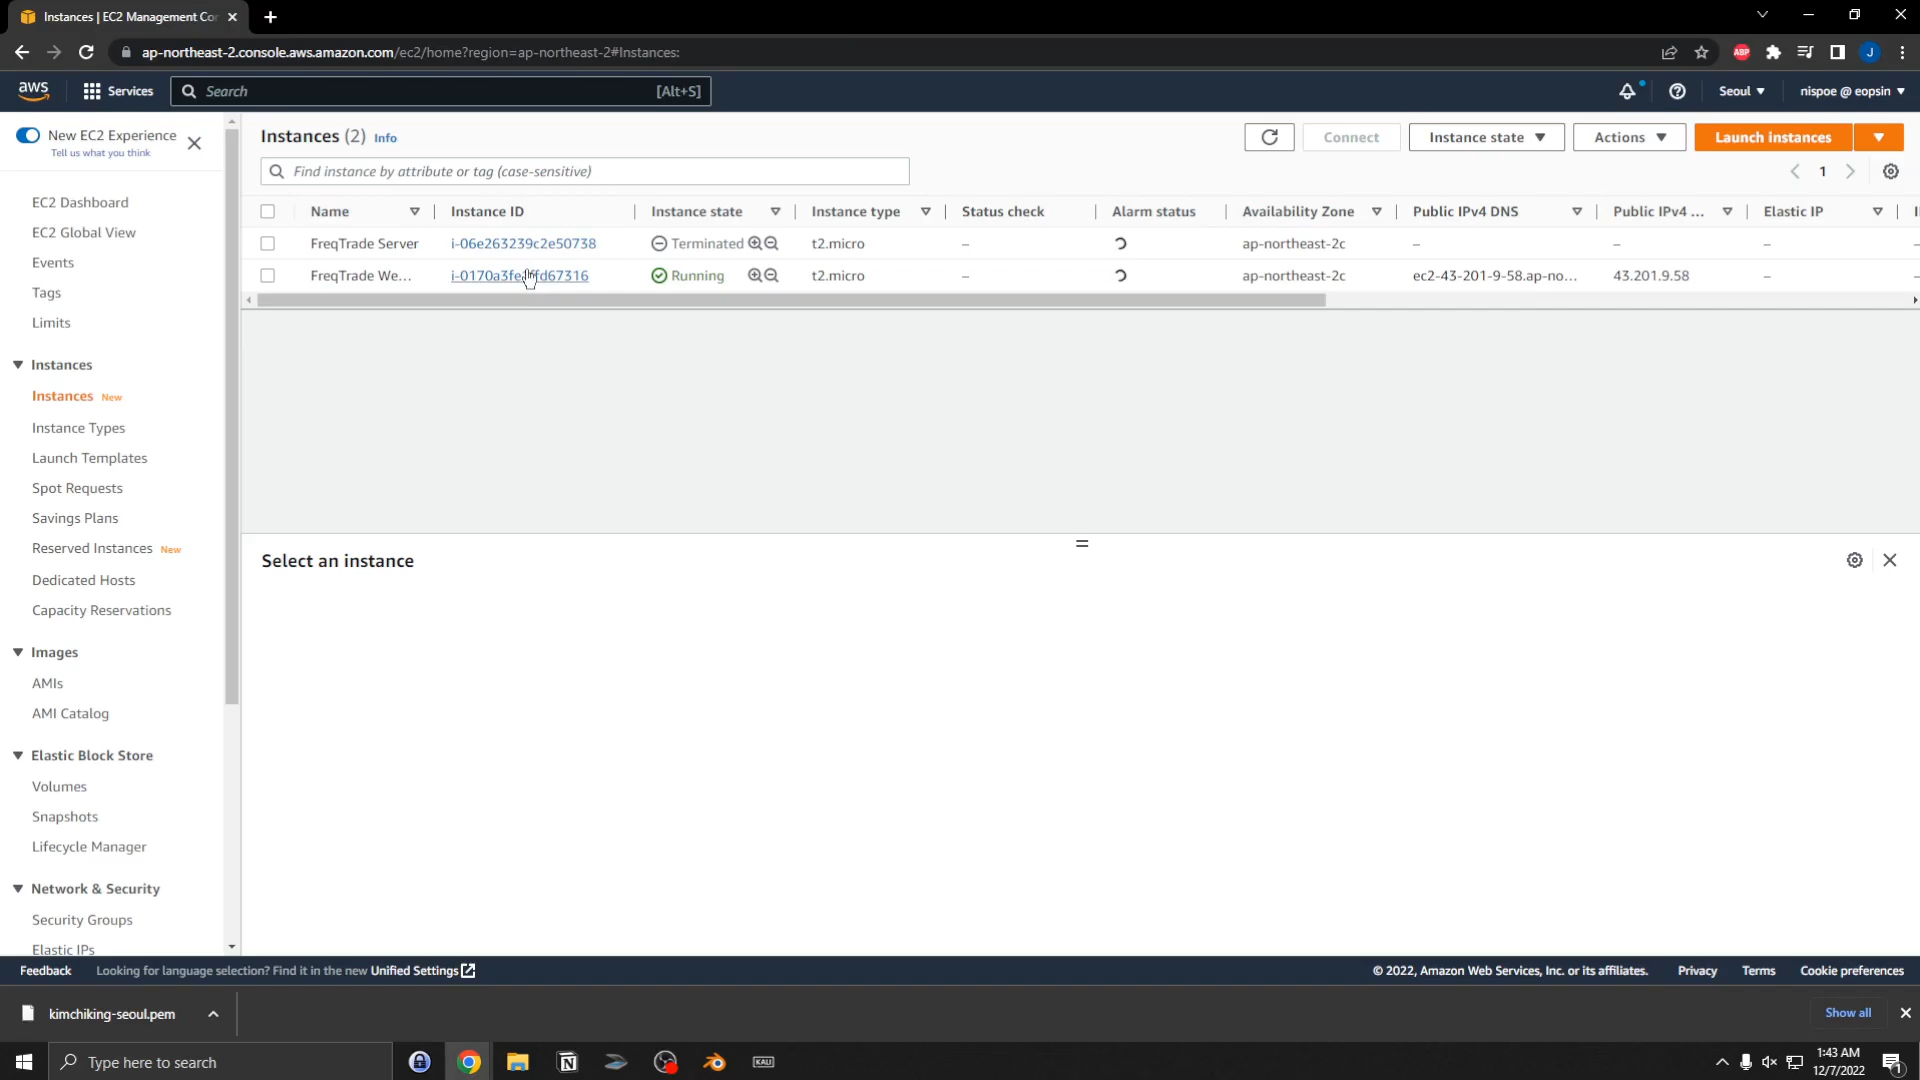 Instances | EC2 Management Cor
ap-northeast-2.console.aws.amazon.com/ec2/home?region=ap-northeast-2#Instances:
ABP
J
aws
Services
Search
[Alt+S]
Seoul
nispoe @ eopsin
New EC2 Experience
Tell us what you think
EC2 Dashboard
EC2 Global View
Events
Tags
Limits
Instances
Instances New
Instance Types
Launch Templates
Spot Requests
Savings Plans
Reserved Instances New
Dedicated Hosts
Capacity Reservations
Images
AMIs
AMI Catalog
Elastic Block Store
Volumes
Snapshots
Lifecycle Manager
Network & Security
Security Groups
Elastic IPs
Instances (2) Info
Connect
Instance state
Actions
Launch instances
Find instance by attribute or tag (case-sensitive)
1
Name Instance ID Instance state Instance type Status check Alarm status Availability Zone Public IPv4 DNS Public IPv4 ... Elastic IP
FreqTrade Server i-06e263239c2e50738 Terminated t2.micro – ap-northeast-2c – – –
FreqTrade We... Running t2.micro – ap-northeast-2c ec2-43-201-9-58.ap-no... 43.201.9.58 –
Select an instance
Feedback Looking for language selection? Find it in the new Unified Settings
© 2022, Amazon Web Services, Inc. or its affiliates. Privacy Terms Cookie preferences
kimchiking-seoul.pem
Show all
Type here to search
KALI
1:43 AM
12/7/2022
1